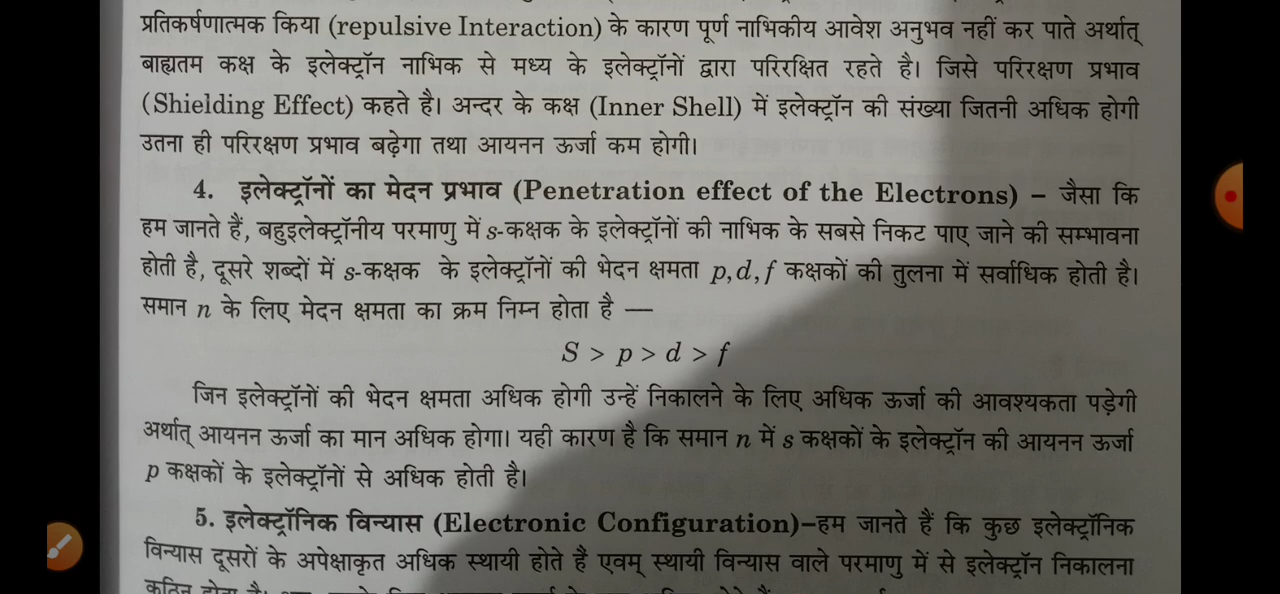 प्रतिकर्षणात्मक किया (repulsive Interaction) के कारण पूर्ण नाभिकीय आवेश अनुभव नहीं कर पाते अर्थात्
बाह्यतम कक्ष के इलेक्ट्रॉन नाभिक से मध्य के इलेक्ट्रॉनों द्वारा परिरक्षित रहते है। जिसे परिरक्षण प्रभाव
(Shielding Effect) कहते है। अन्दर के कक्ष (Inner Shell) में इलेक्ट्रॉन की संख्या जितनी अधिक होगी
उतना ही परिरक्षण प्रभाव बढ़ेगा तथा आयनन ऊर्जा कम होगी।
4. इलेक्ट्रॉनों का मेदन प्रभाव (Penetration effect of the Electrons) – जैसा कि
हम जानते हैं, बहुइलेक्ट्रॉनीय परमाणु में s-कक्षक के इलेक्ट्रॉनों की नाभिक के सबसे निकट पाए जाने की सम्भावना
होती है, दूसरे शब्दों में s-कक्षक के इलेक्ट्रॉनों की भेदन क्षमता p, d, f कक्षकों की तुलना में सर्वाधिक होती है।
समान n के लिए मेदन क्षमता का क्रम निम्न होता है —
S > p > d > f
जिन इलेक्ट्रॉनों की भेदन क्षमता अधिक होगी उन्हें निकालने के लिए अधिक ऊर्जा की आवश्यकता पड़ेगी
अर्थात् आयनन ऊर्जा का मान अधिक होगा। यही कारण है कि समान n में s कक्षकों के इलेक्ट्रॉन की आयनन ऊर्जा
p कक्षकों के इलेक्ट्रॉनों से अधिक होती है।
5. इलेक्ट्रॉनिक विन्यास (Electronic Configuration)–हम जानते हैं कि कुछ इलेक्ट्रॉनिक
विन्यास दूसरों के अपेक्षाकृत अधिक स्थायी होते हैं एवम् स्थायी विन्यास वाले परमाणु में से इलेक्ट्रॉन निकालना
कठिन होता है।